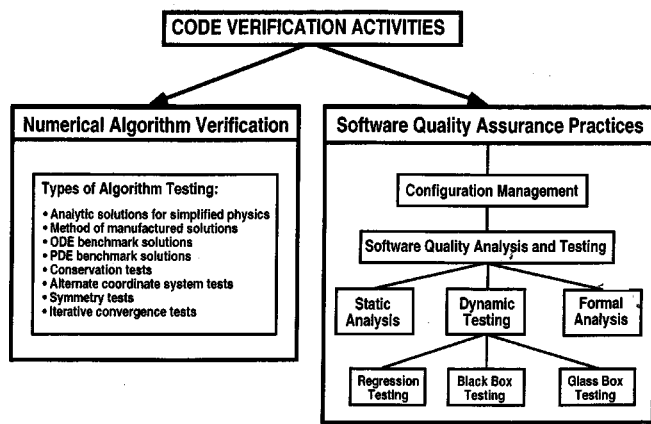 CODE VERIFICATION ACTIVITIES
Numerical Algorithm Verification
Types of Algorithm Testing:
• Analytic solutions for simplified physics
• Method of manufactured solutions
• ODE benchmark solutions
• PDE benchmark solutions
• Conservation tests
• Alternate coordinate system tests
• Symmetry tests
• Iterative convergence tests
Software Quality Assurance Practices
Configuration Management
Software Quality Analysis and Testing
Static
Analysis
Dynamic
Testing
Formal
Analysis
Regression
Testing
Black Box
Testing
Glass Box
Testing